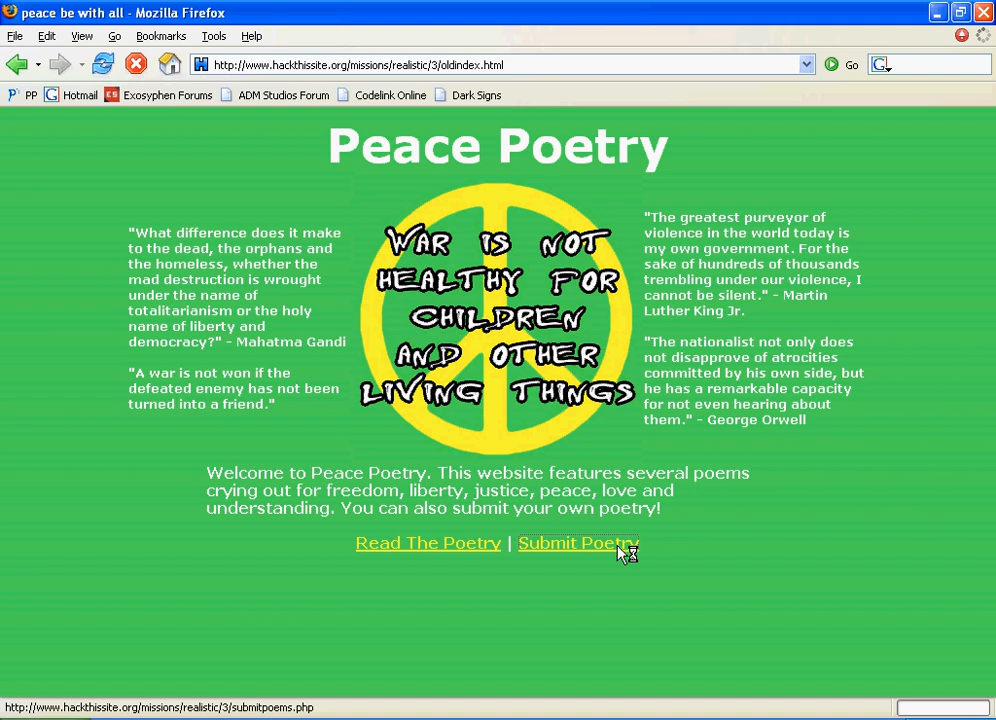 peace be with all - Mozilla Firefox
File Edit View Go Bookmarks Tools Help
http://www.hackthissite.org/missions/realistic/3/oldindex.html Go
PP Hotmail ES Exosyphen Forums ADM Studios Forum Codelink Online Dark Signs
Peace Poetry
"What difference does it make
to the dead, the orphans and
the homeless, whether the
mad destruction is wrought
under the name of
totalitarianism or the holy
name of liberty and
democracy?" - Mahatma Gandi
"A war is not won if the
defeated enemy has not been
turned into a friend."
WAR IS NOT
HEALTHY FOR
CHILDREN
AND OTHER
LIVING THINGS
"The greatest purveyor of
violence in the world today is
my own government. For the
sake of hundreds of thousands
trembling under our violence, I
cannot be silent." - Martin
Luther King Jr.
"The nationalist not only does
not disapprove of atrocities
committed by his own side, but
he has a remarkable capacity
for not even hearing about
them." - George Orwell
Welcome to Peace Poetry. This website features several poems
crying out for freedom, liberty, justice, peace, love and
understanding. You can also submit your own poetry!
Read The Poetry | Submit Poetry
http://www.hackthissite.org/missions/realistic/3/submitpoems.php